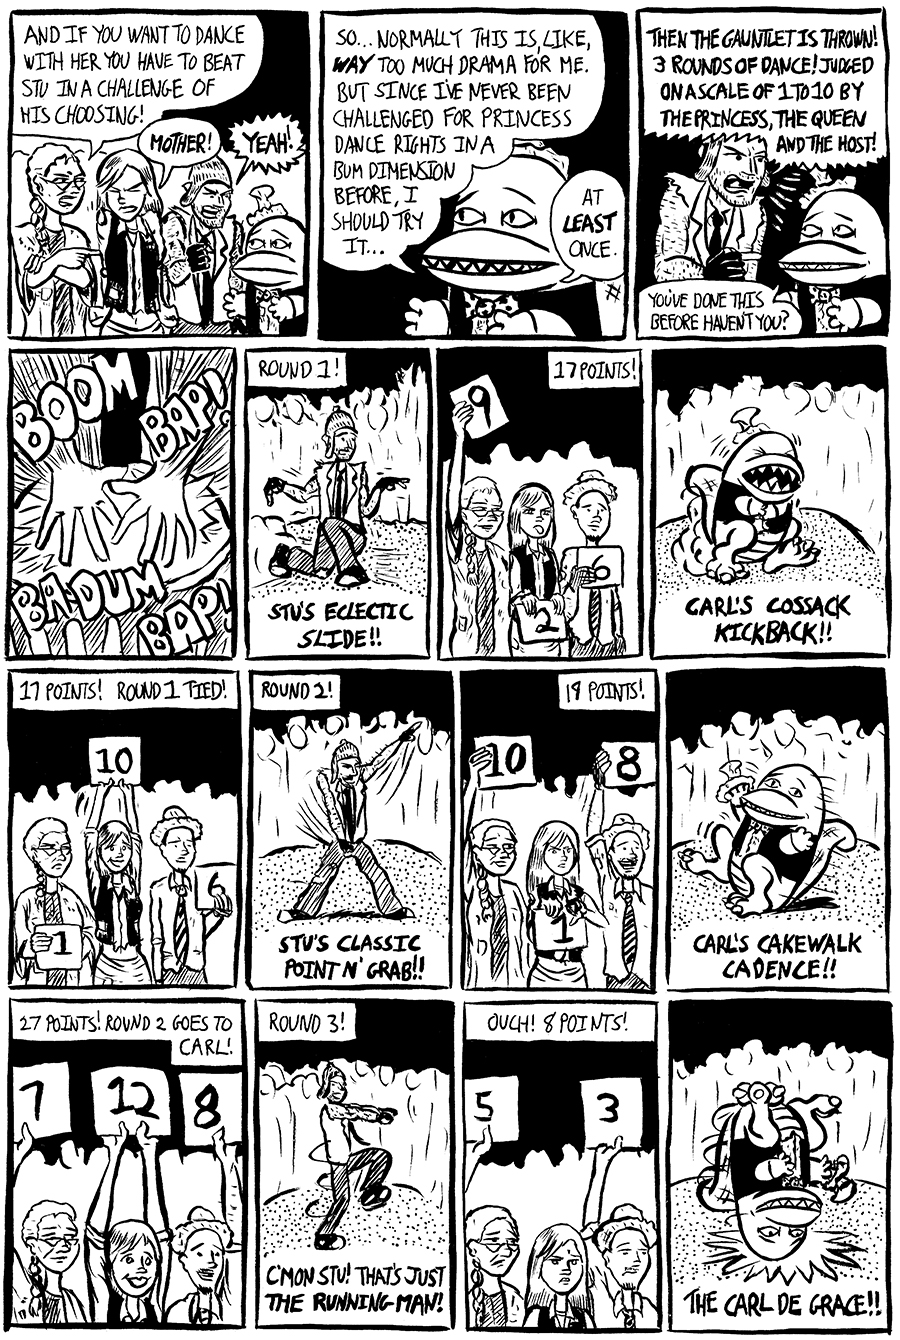 AND IF YOU WANT TO DANCE
WITH HER YOU HAVE TO BEAT
STU IN A CHALLENGE OF
HIS CHOOSING!
MOTHER!
YEAH!
SO... NORMALLY THIS IS, LIKE,
WAY TOO MUCH DRAMA FOR ME.
BUT SINCE I'VE NEVER BEEN
CHALLENGED FOR PRINCESS
DANCE RIGHTS IN A
BUM DIMENSION
BEFORE, I
SHOULD TRY
IT...
AT
LEAST
ONCE.
THEN THE GAUNTLET IS THROWN!
3 ROUNDS OF DANCE! JUDGED
ON A SCALE OF 1 TO 10 BY
THE PRINCESS, THE QUEEN
AND THE HOST!
YOU'VE DONE THIS
BEFORE HAVEN'T YOU?
BOOM
BAP!
BA-DUM
BAP!
ROUND 1!
STU'S ECLECTIC
SLIDE!!
17 POINTS!
9
2
6
CARL'S COSSACK
KICKBACK!!
17 POINTS! ROUND 1 TIED!
10
1
6
ROUND 2!
STU'S CLASSIC
POINT N' GRAB!!
19 POINTS!
10
8
1
CARL'S CAKEWALK
CADENCE!!
27 POINTS! ROUND 2 GOES TO
CARL!
7
12
8
ROUND 3!
C'MON STU! THAT'S JUST
THE RUNNING MAN!
OUCH! 8 POINTS!
5
3
THE CARL DE GRACE!!